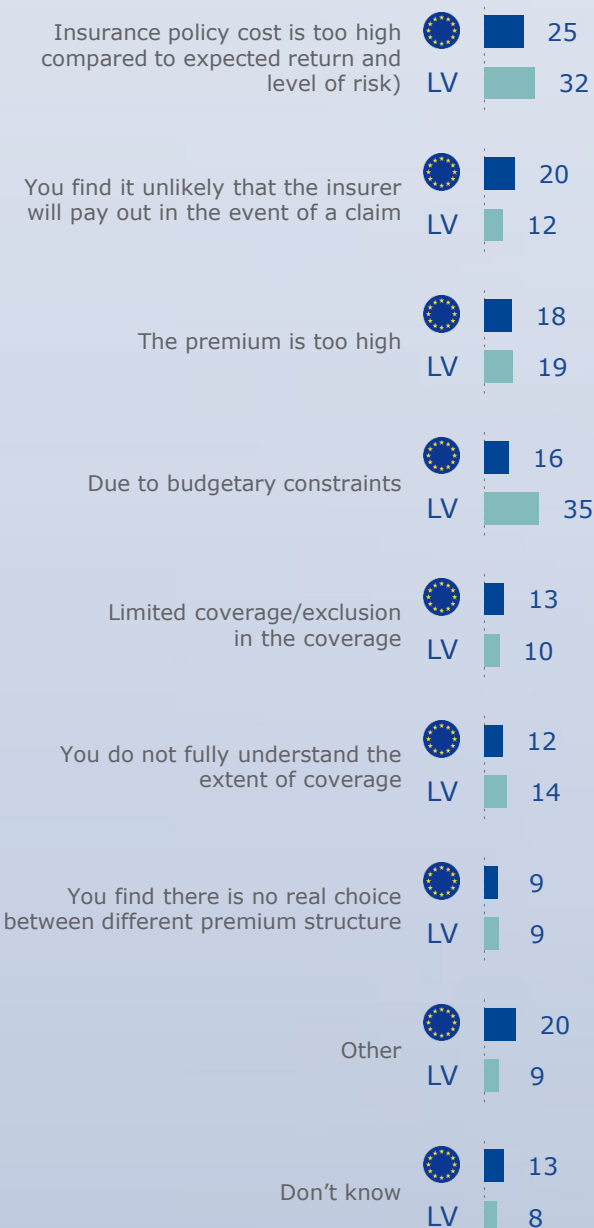 Insurance policy cost is too high
compared to expected return and
level of risk)
25
LV 32
You find it unlikely that the insurer
will pay out in the event of a claim
20
LV 12
The premium is too high
18
LV 19
Due to budgetary constraints
16
LV 35
Limited coverage/exclusion
in the coverage
13
LV 10
You do not fully understand the
extent of coverage
12
LV 14
You find there is no real choice
between different premium structure
9
LV 9
Other
20
LV 9
Don't know
13
LV 8